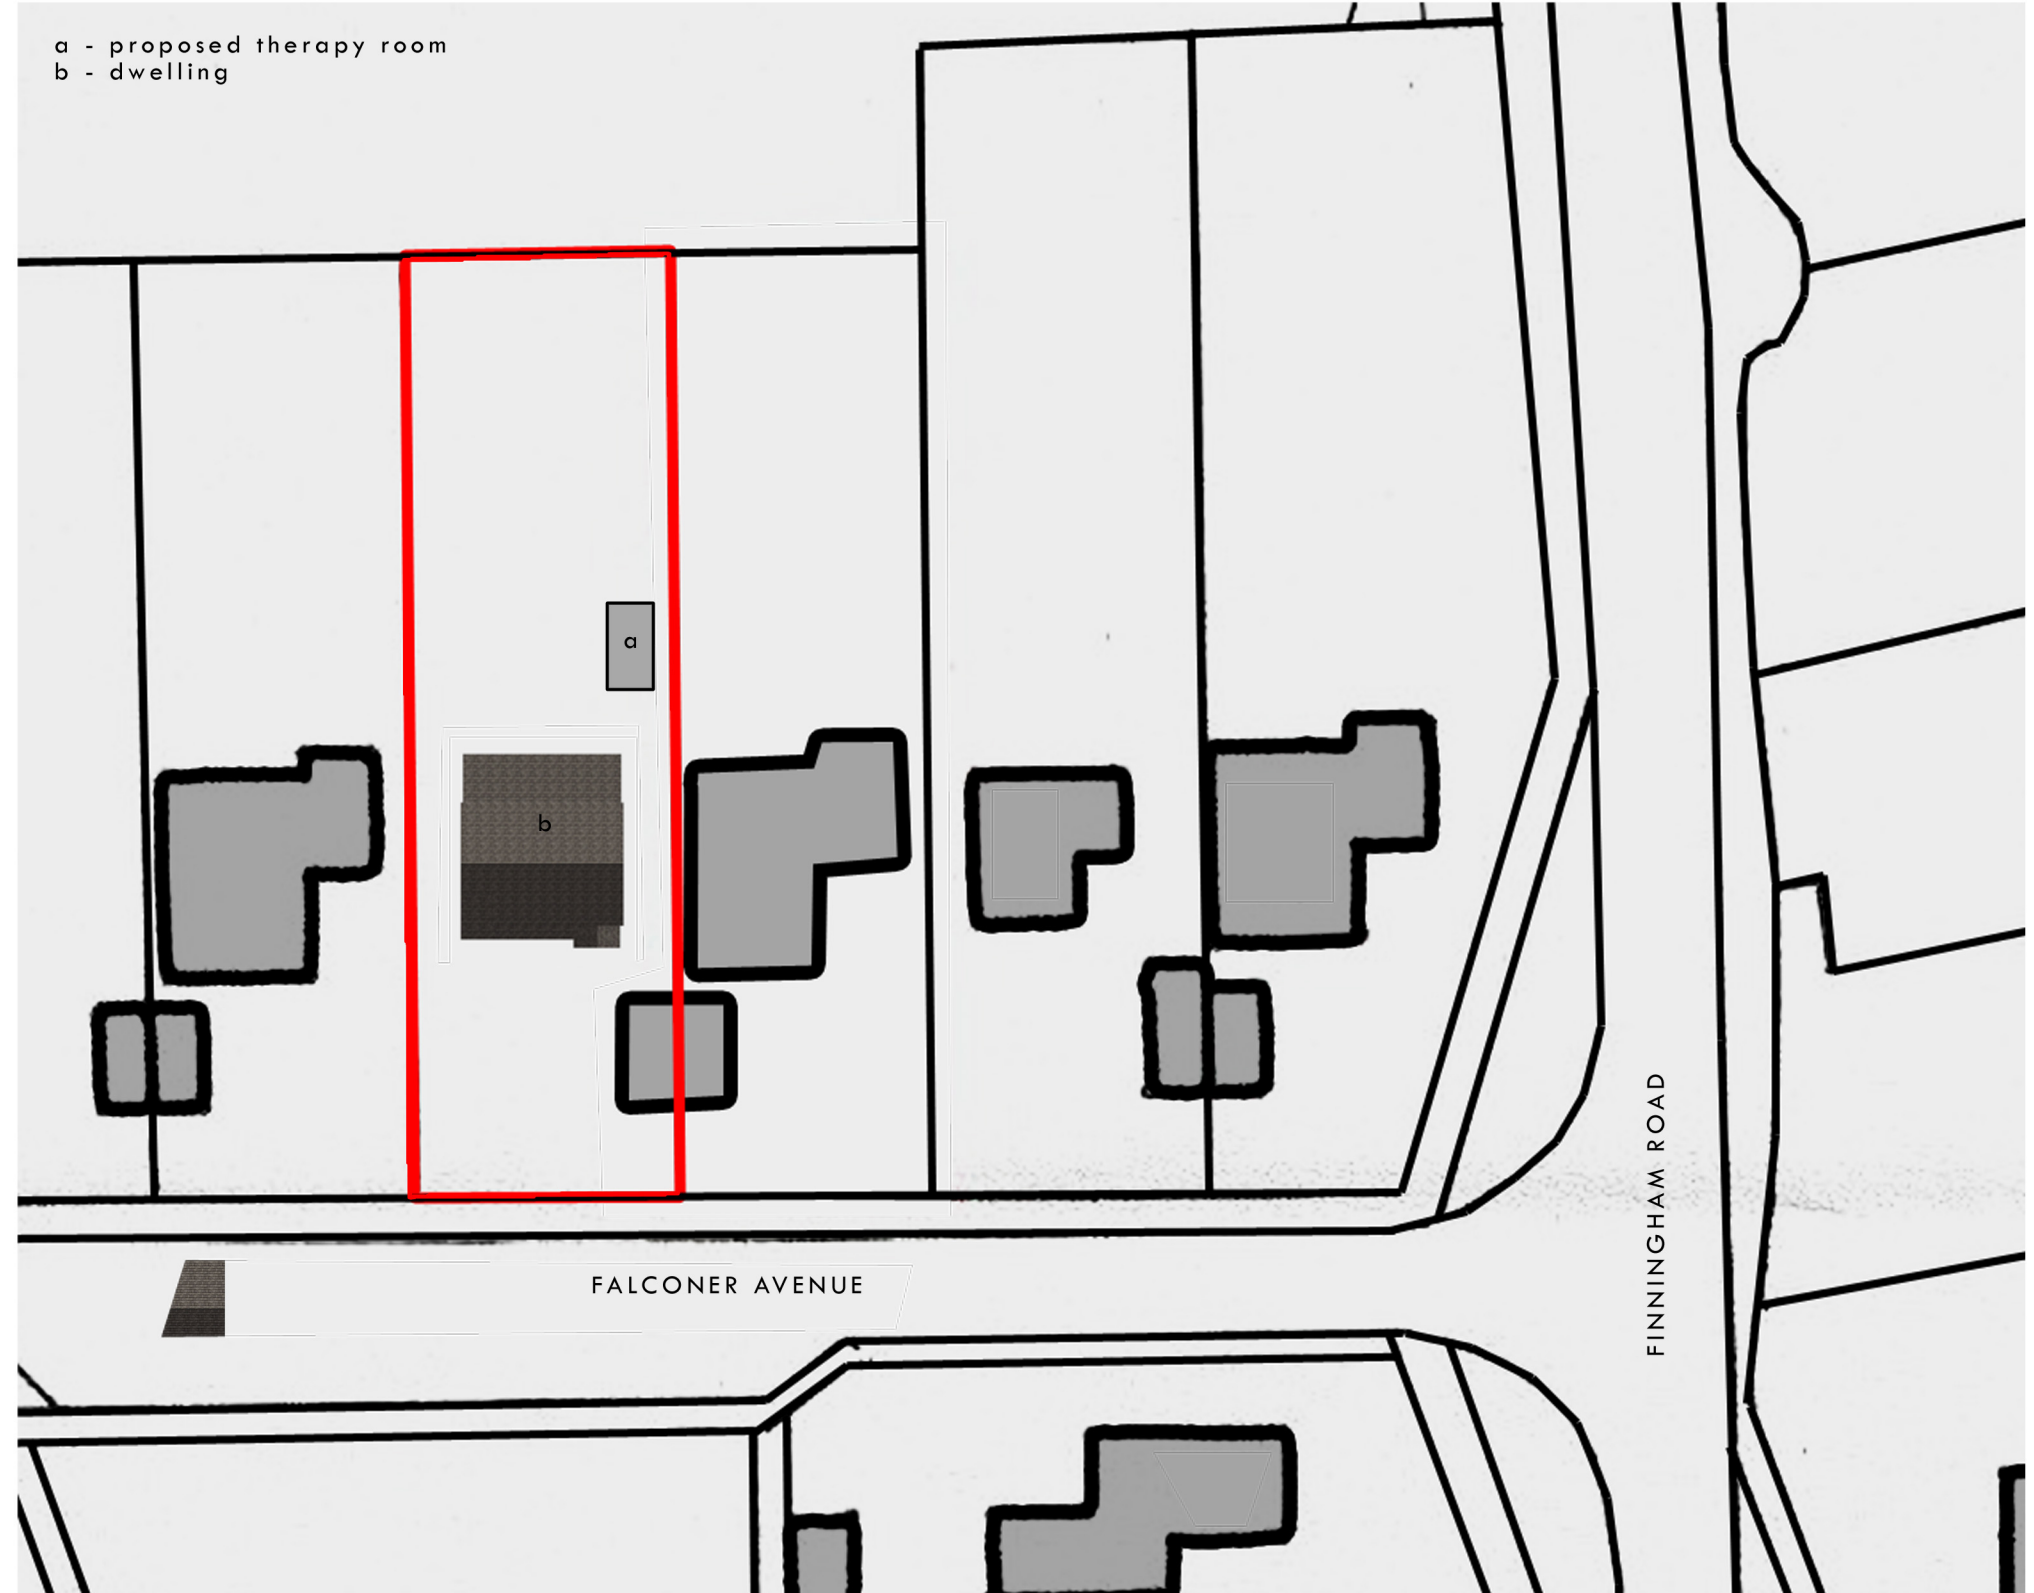 a - proposed therapy room
b - dwelling
a
b
FALCONER AVENUE
FINNINGHAM ROAD